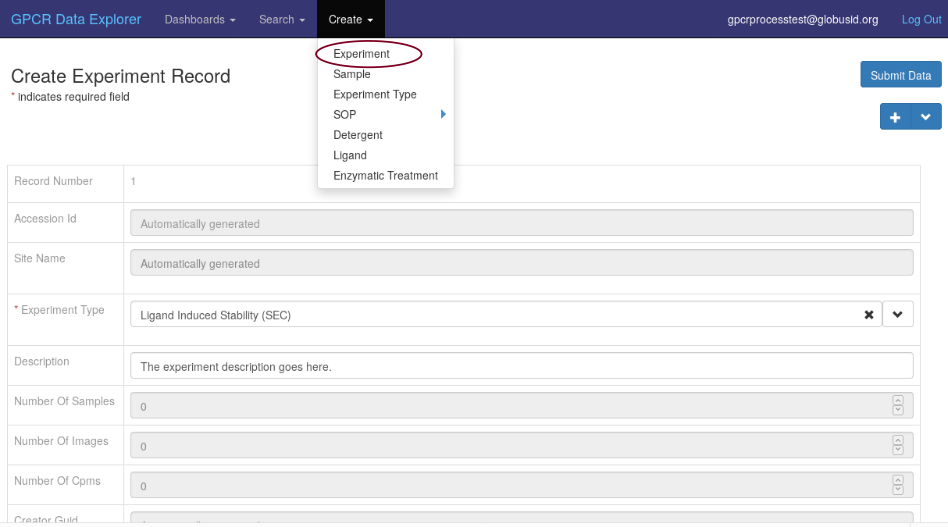 GPCR Data Explorer Dashboards Search Create gpcrprocesstest@globusid.org Log Out
Experiment
Sample
Experiment Type
SOP
Detergent
Ligand
Enzymatic Treatment
Create Experiment Record
* indicates required field
Submit Data
Record Number 1
Accession Id Automatically generated
Site Name Automatically generated
* Experiment Type Ligand Induced Stability (SEC)
Description The experiment description goes here.
Number Of Samples 0
Number Of Images 0
Number Of Cpms 0
Creator Guid